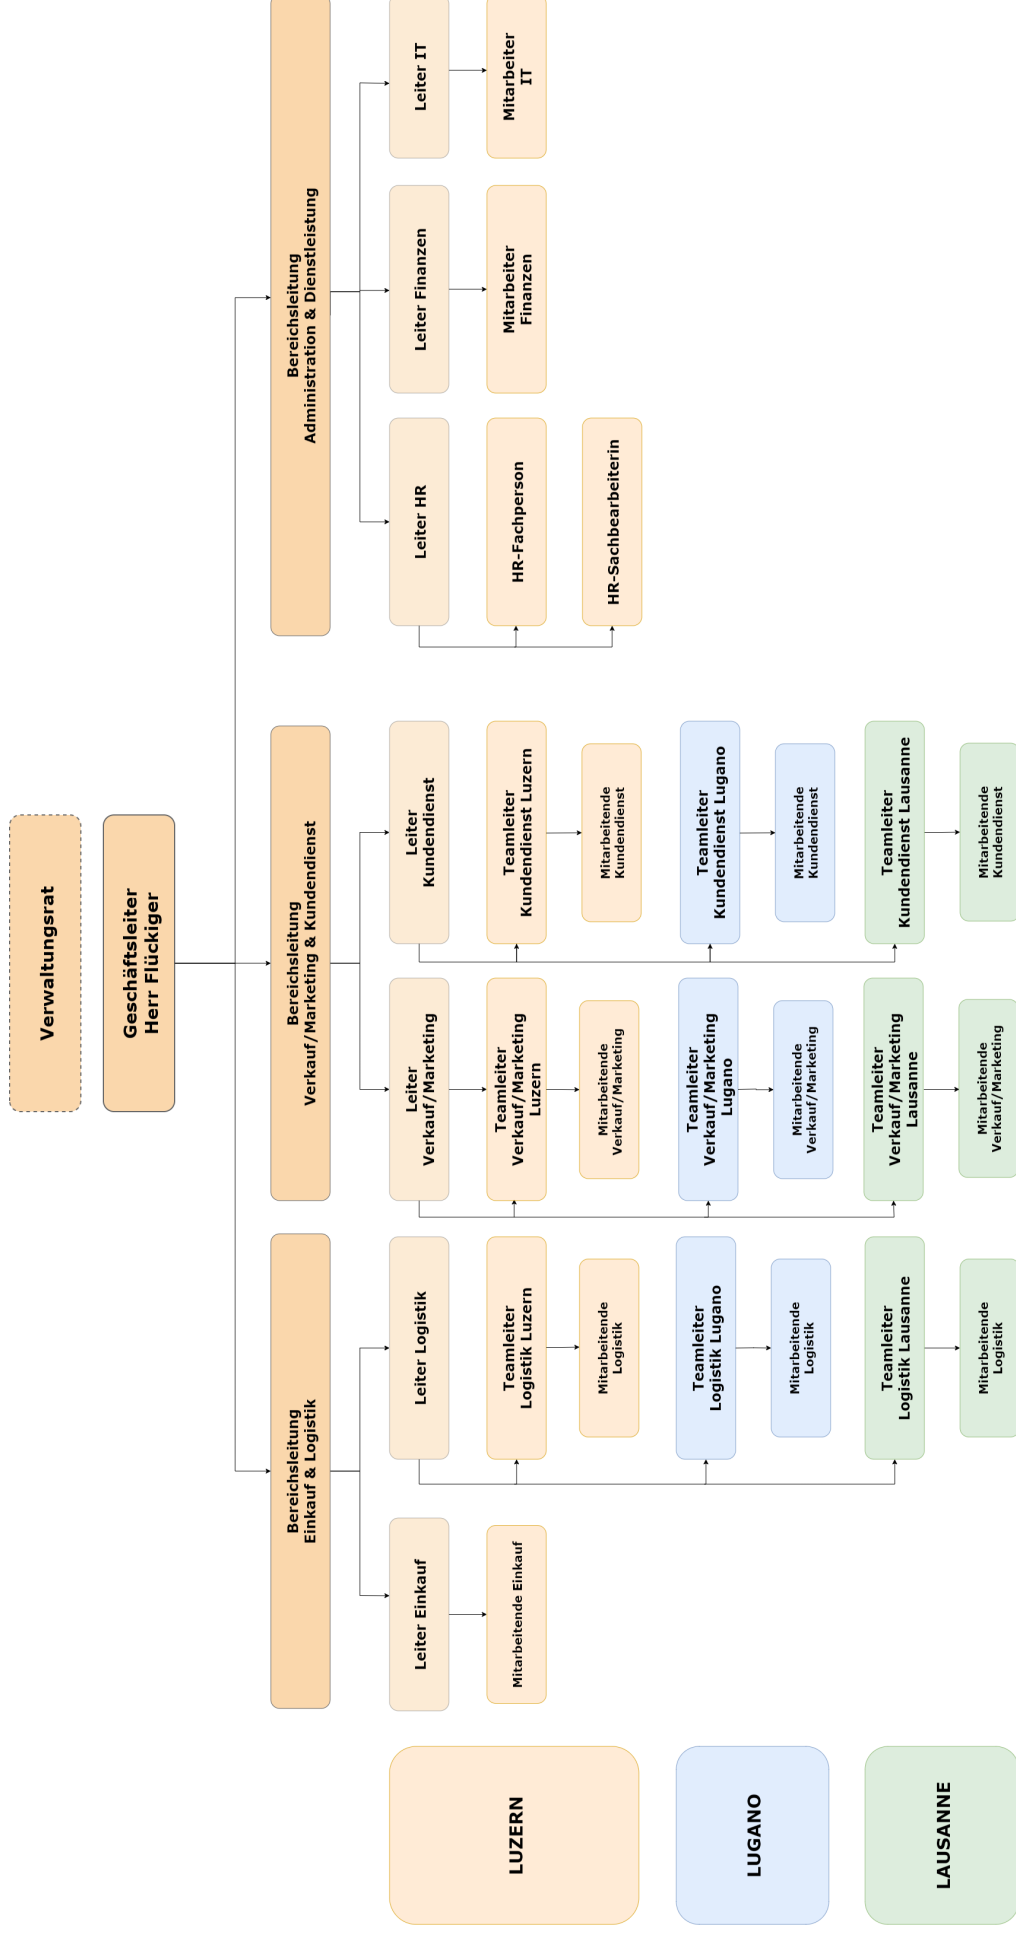 Verwaltungsrat
Geschäftsleiter
Herr Flückiger
Bereichsleitung
Einkauf & Logistik
Bereichsleitung
Verkauf/Marketing & Kundendienst
Bereichsleitung
Administration & Dienstleistung
LUZERN
Leiter Einkauf
Leiter Logistik
Leiter
Verkauf/Marketing
Leiter
Kundendienst
Leiter HR
Leiter Finanzen
Leiter IT
Mitarbeitende Einkauf
Teamleiter
Logistik Luzern
Teamleiter
Verkauf/Marketing
Luzern
Teamleiter
Kundendienst Luzern
HR-Fachperson
Mitarbeiter
Finanzen
Mitarbeiter
IT
Mitarbeitende
Logistik
Mitarbeitende
Verkauf/Marketing
Mitarbeitende
Kundendienst
HR-Sachbearbeiterin
LUGANO
Teamleiter
Logistik Lugano
Teamleiter
Verkauf/Marketing
Lugano
Teamleiter
Kundendienst Lugano
Mitarbeitende
Logistik
Mitarbeitende
Verkauf/Marketing
Mitarbeitende
Kundendienst
LAUSANNE
Teamleiter
Logistik Lausanne
Teamleiter
Verkauf/Marketing
Lausanne
Teamleiter
Kundendienst Lausanne
Mitarbeitende
Logistik
Mitarbeitende
Verkauf/Marketing
Mitarbeitende
Kundendienst